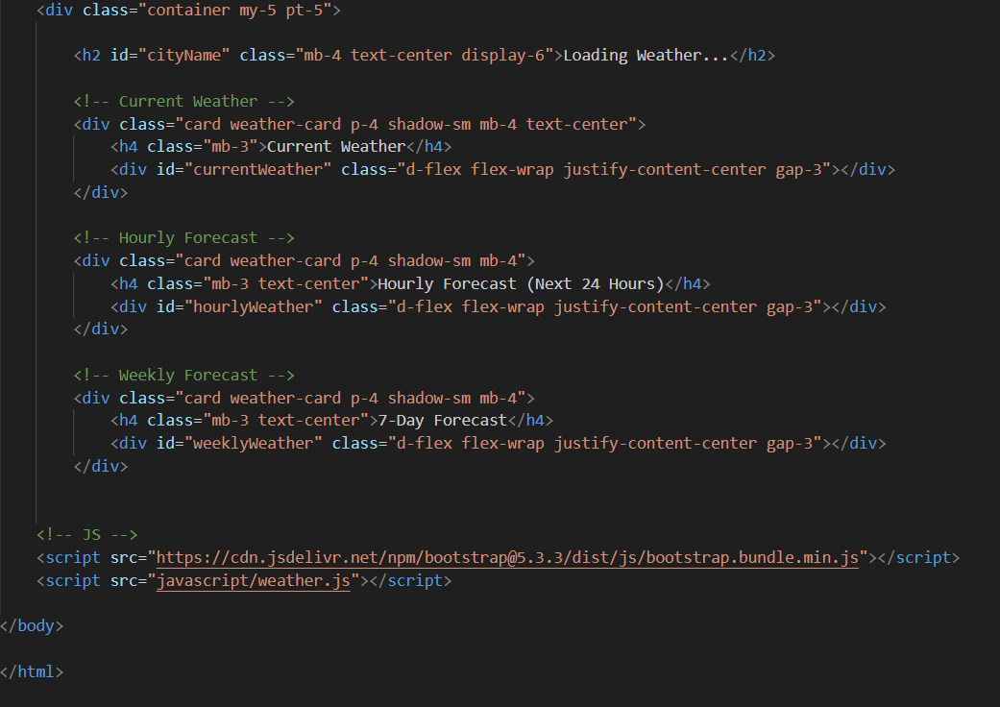 <div class="container my-5 pt-5">
<h2 id="cityName" class="mb-4 text-center display-6">Loading Weather...</h2>
<!-- Current Weather -->
<div class="card weather-card p-4 shadow-sm mb-4 text-center">
<h4 class="mb-3">Current Weather</h4>
<div id="currentWeather" class="d-flex flex-wrap justify-content-center gap-3"></div>
</div>
<!-- Hourly Forecast -->
<div class="card weather-card p-4 shadow-sm mb-4">
<h4 class="mb-3 text-center">Hourly Forecast (Next 24 Hours)</h4>
<div id="hourlyWeather" class="d-flex flex-wrap justify-content-center gap-3"></div>
</div>
<!-- Weekly Forecast -->
<div class="card weather-card p-4 shadow-sm mb-4">
<h4 class="mb-3 text-center">7-Day Forecast</h4>
<div id="weeklyWeather" class="d-flex flex-wrap justify-content-center gap-3"></div>
</div>
<!-- JS -->
<script src="https://cdn.jsdelivr.net/npm/bootstrap@5.3.3/dist/js/bootstrap.bundle.min.js"></script>
<script src="javascript/weather.js"></script>
</body>
</html>